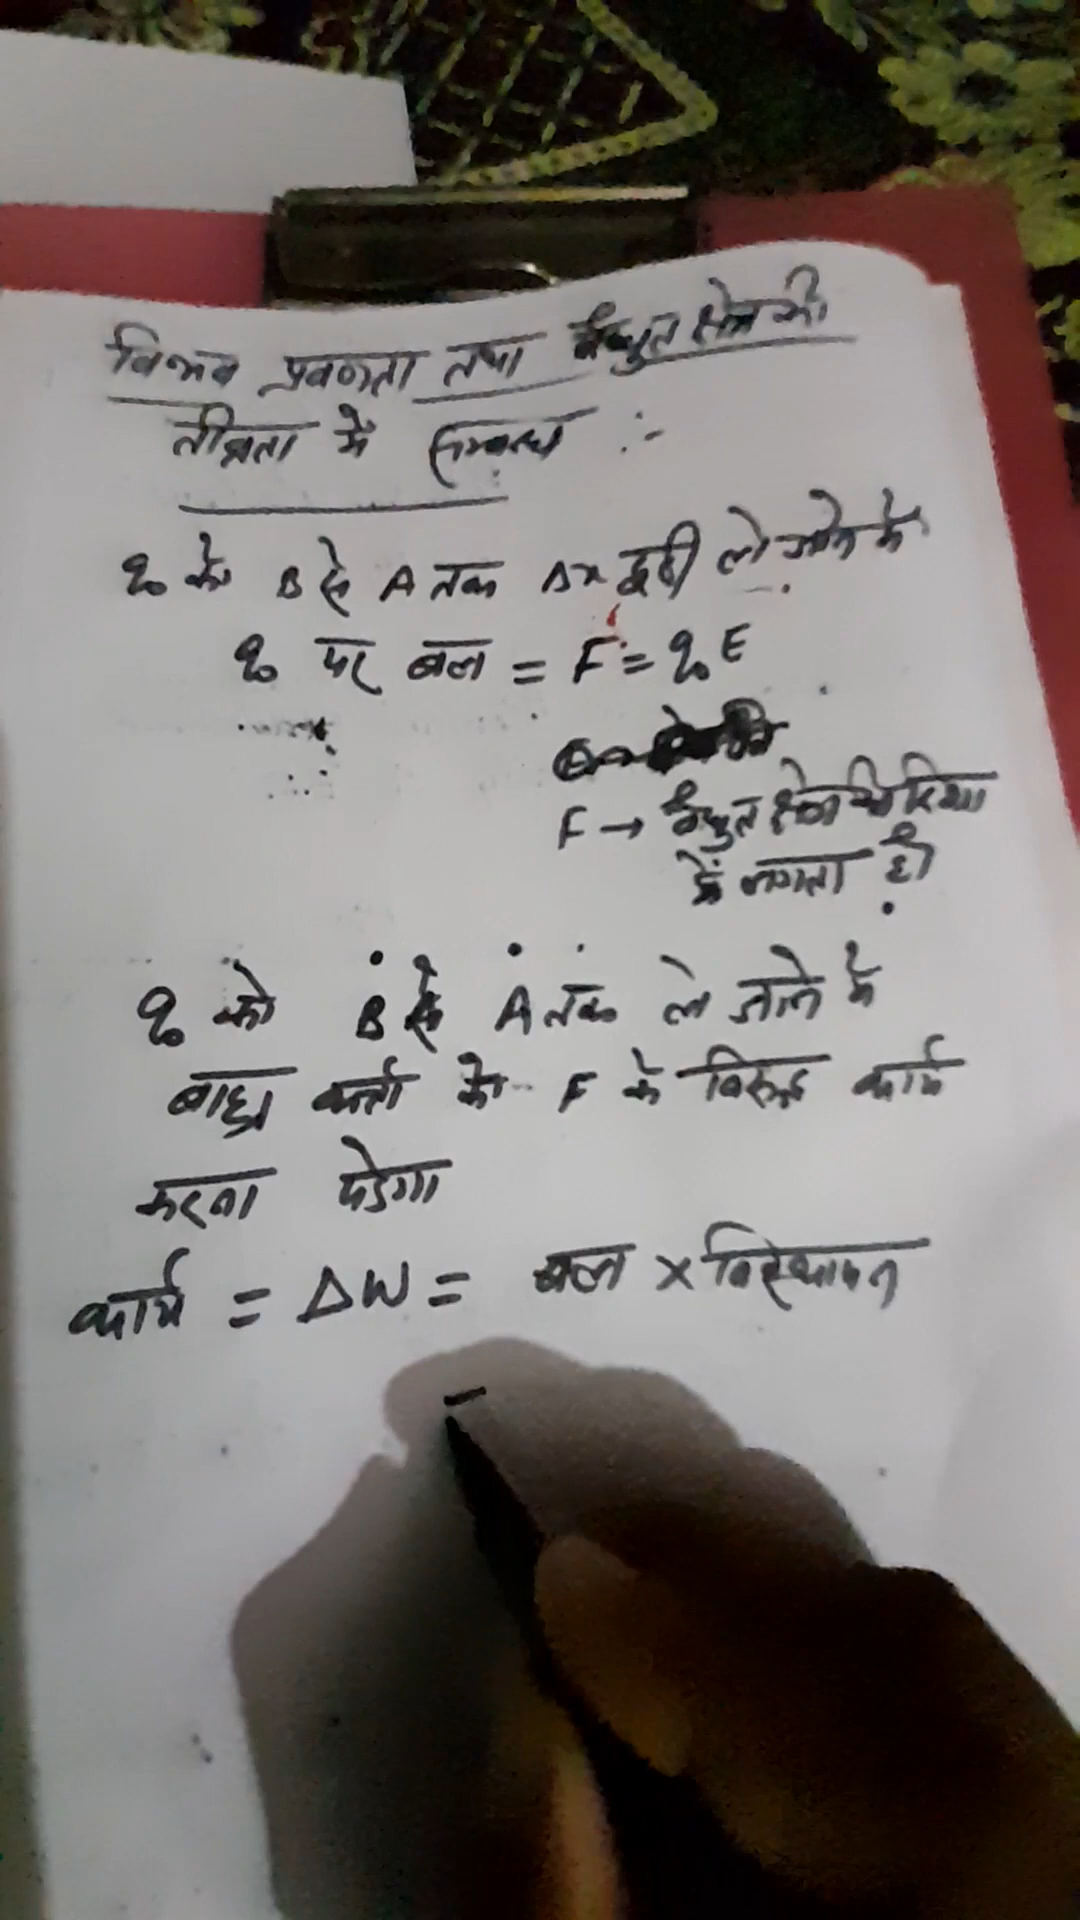 विभव प्रवणता तथा वैद्युत क्षेत्र की
तीव्रता में सम्बन्ध :-
q₀ को B से A तक Δx दूरी ले जाने में
q₀ पर बल = F = q₀E
F → वैद्युत क्षेत्र की दिशा
में लगता है।
q₀ को B से A तक ले जाने में
बाह्य कर्ता को F के विरुद्ध कार्य
करना पडेगा
कार्य = ΔW = बल × विस्थापन